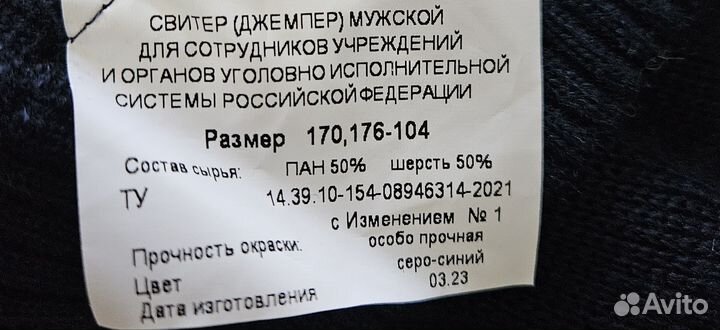 СВИТЕР (ДЖЕМПЕР) МУЖСКОЙ
ДЛЯ СОТРУДНИКОВ УЧРЕЖДЕНИЙ
И ОРГАНОВ УГОЛОВНО ИСПОЛНИТЕЛЬНОЙ
СИСТЕМЫ РОССИЙСКОЙ ФЕДЕРАЦИИ
Размер 170,176-104
Состав сырья: ПАН 50% шерсть 50%
ТУ 14.39.10-154-08946314-2021
с Изменением № 1
Прочность окраски: особо прочная
Цвет серо-синий
Дата изготовления 03.23
Avito